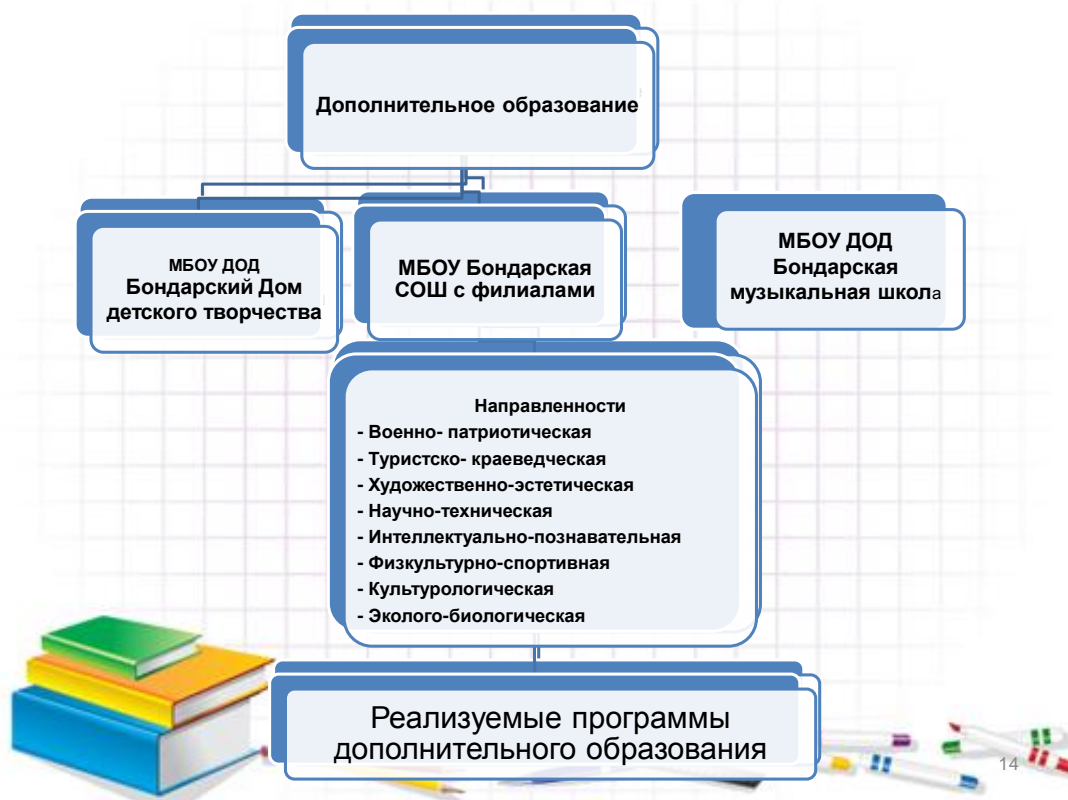 Дополнительное образование
МБОУ ДОД
Бондарский Дом
детского творчества
МБОУ Бондарская
СОШ с филиалами
МБОУ ДОД
Бондарская
музыкальная школа
Направленности
- Военно- патриотическая
- Туристско- краеведческая
- Художественно-эстетическая
- Научно-техническая
- Интеллектуально-познавательная
- Физкультурно-спортивная
- Культурологическая
- Эколого-биологическая
Реализуемые программы
дополнительного образования
14